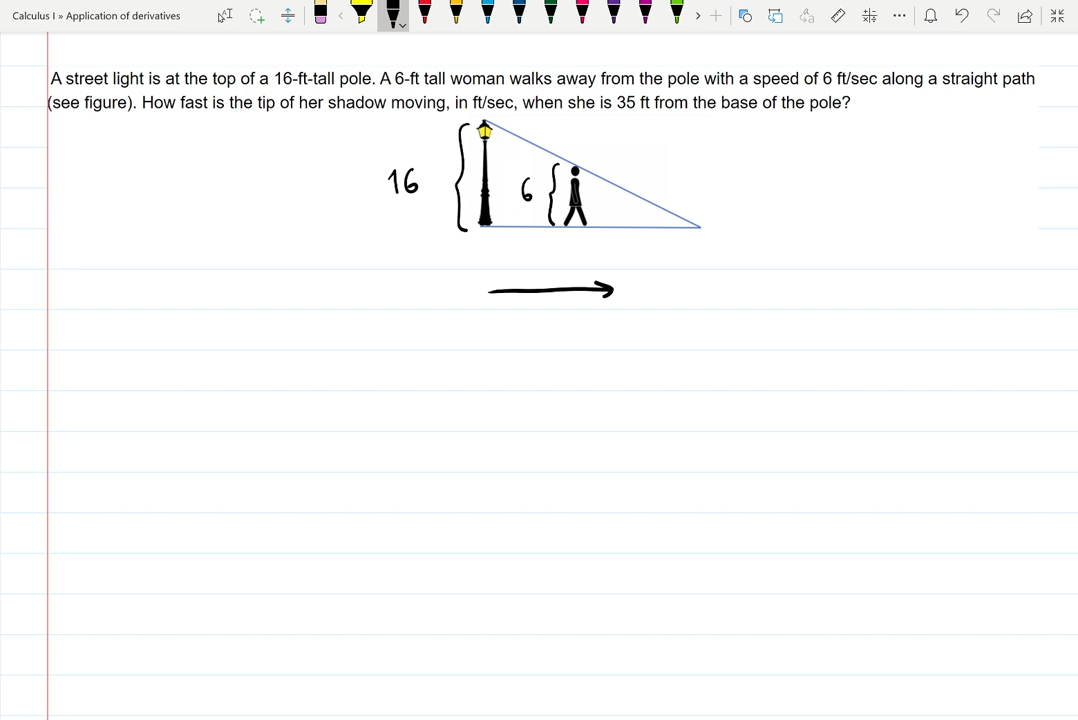 Calculus I » Application of derivatives
A street light is at the top of a 16-ft-tall pole. A 6-ft tall woman walks away from the pole with a speed of 6 ft/sec along a straight path
(see figure). How fast is the tip of her shadow moving, in ft/sec, when she is 35 ft from the base of the pole?
16
6